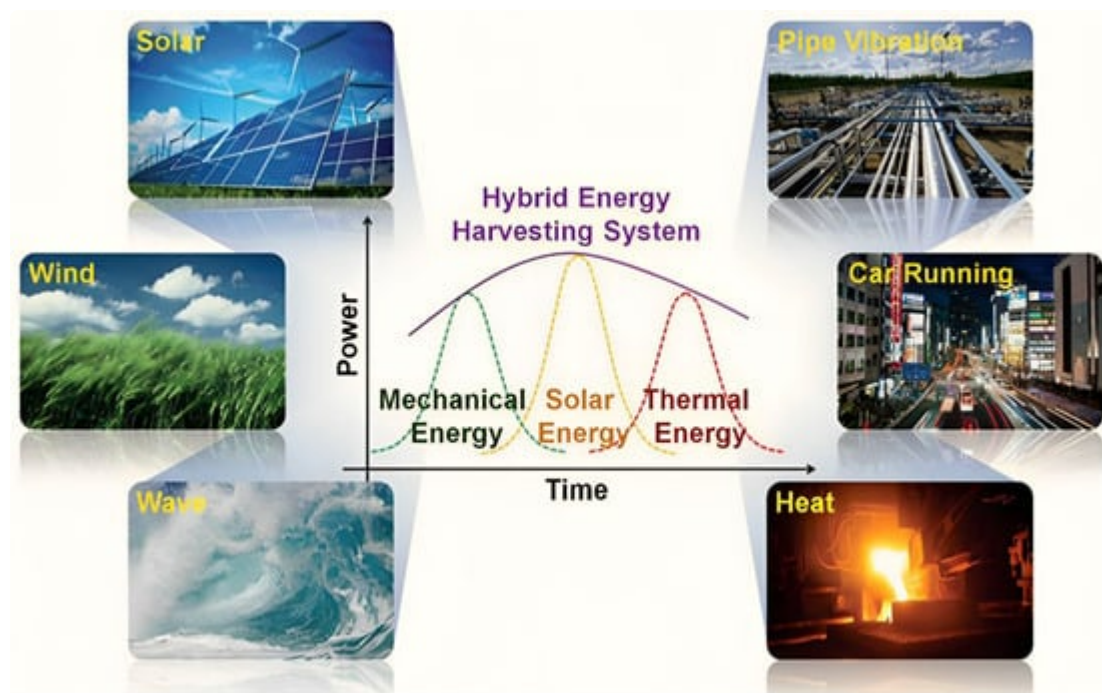 Solar
Pipe Vibration
Hybrid Energy
Harvesting System
Wind
Car Running
Power
Mechanical
Energy
Solar
Energy
Thermal
Energy
Time
Wave
Heat